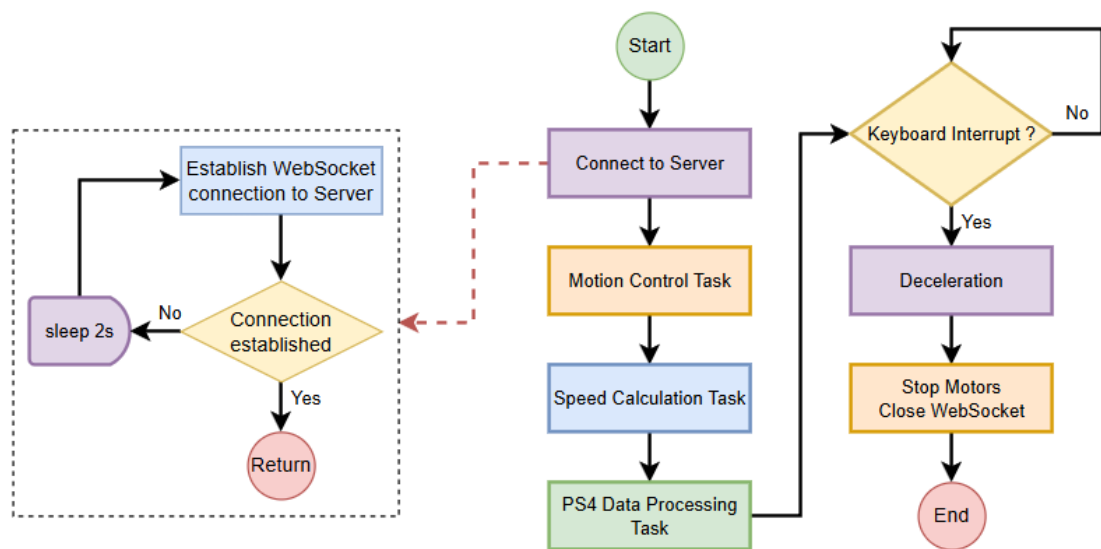 Start
Connect to Server
Motion Control Task
Speed Calculation Task
PS4 Data Processing
Task
Establish WebSocket
connection to Server
Connection
established
No
sleep 2s
Yes
Return
Keyboard Interrupt ?
No
Yes
Deceleration
Stop Motors
Close WebSocket
End